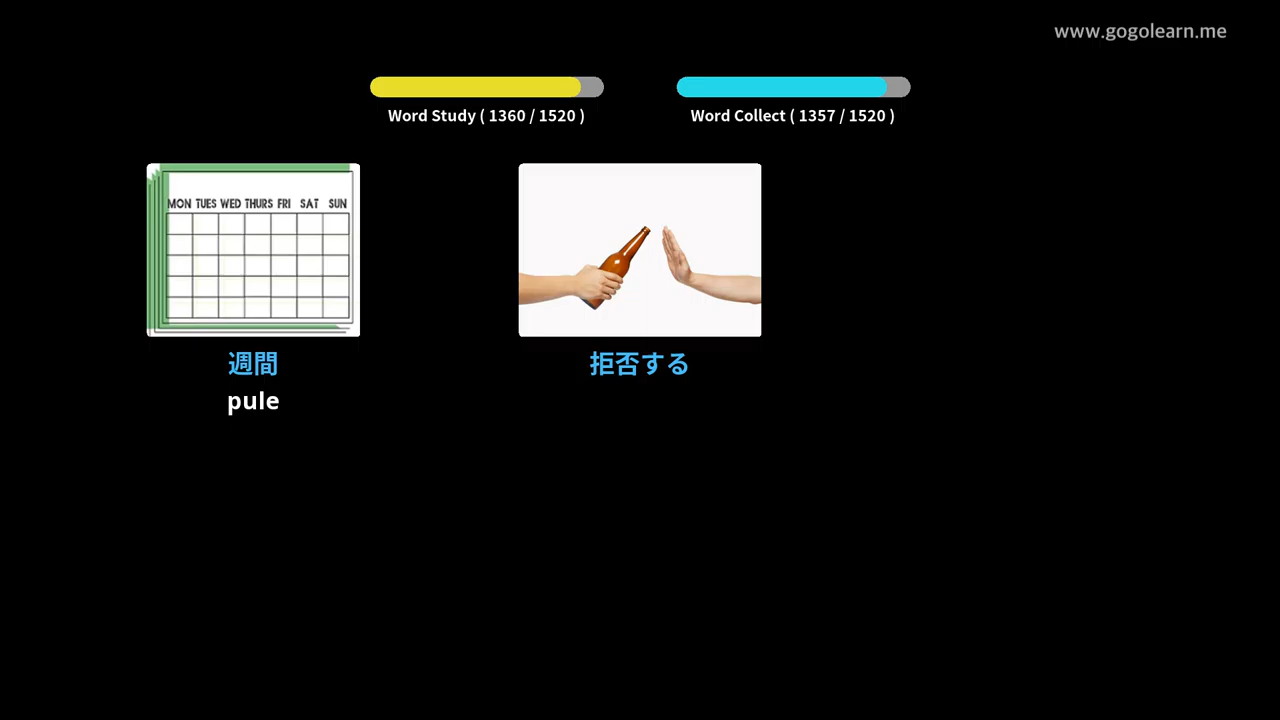 www.gogolearn.me
Word Study ( 1360 / 1520 )
Word Collect ( 1357 / 1520 )
MON TUES WED THURS FRI SAT SUN
週間
拒否する
pule